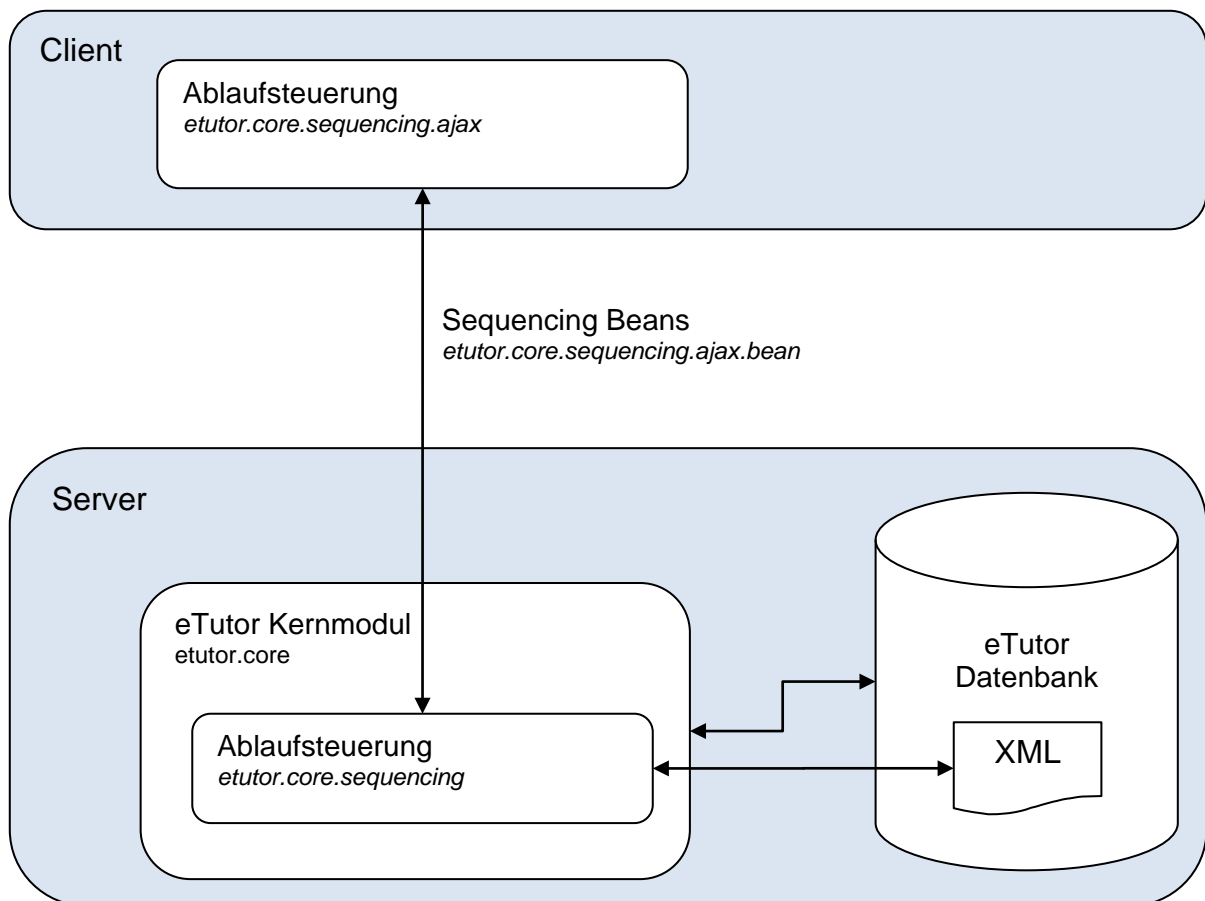 Client
Ablaufsteuerung
etutor.core.sequencing.ajax
Sequencing Beans
etutor.core.sequencing.ajax.bean
Server
eTutor Kernmodul
etutor.core
Ablaufsteuerung
etutor.core.sequencing
eTutor
Datenbank
XML